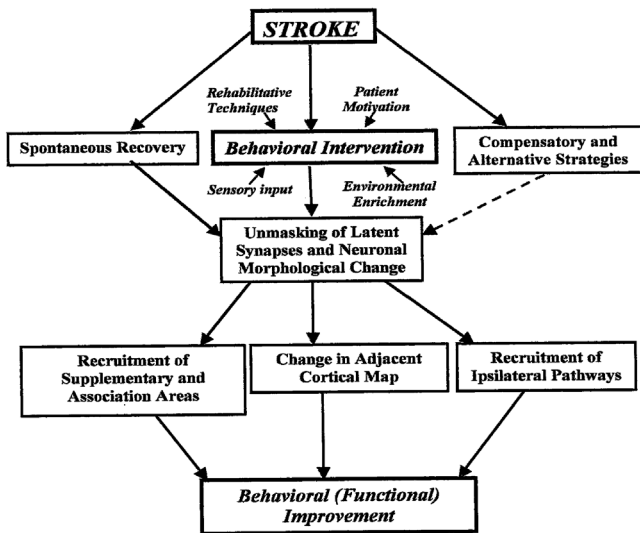 STROKE
Rehabilitative
Techniques
Patient
Motiyation
Spontaneous Recovery
Behavioral Intervention
Compensatory and
Alternative Strategies
Sensory input
Environmental
Enrichment
Unmasking of Latent
Synapses and Neuronal
Morphological Change
Recruitment of
Supplementary and
Association Areas
Change in Adjacent
Cortical Map
Recruitment of
Ipsilateral Pathways
Behavioral (Functional)
Improvement